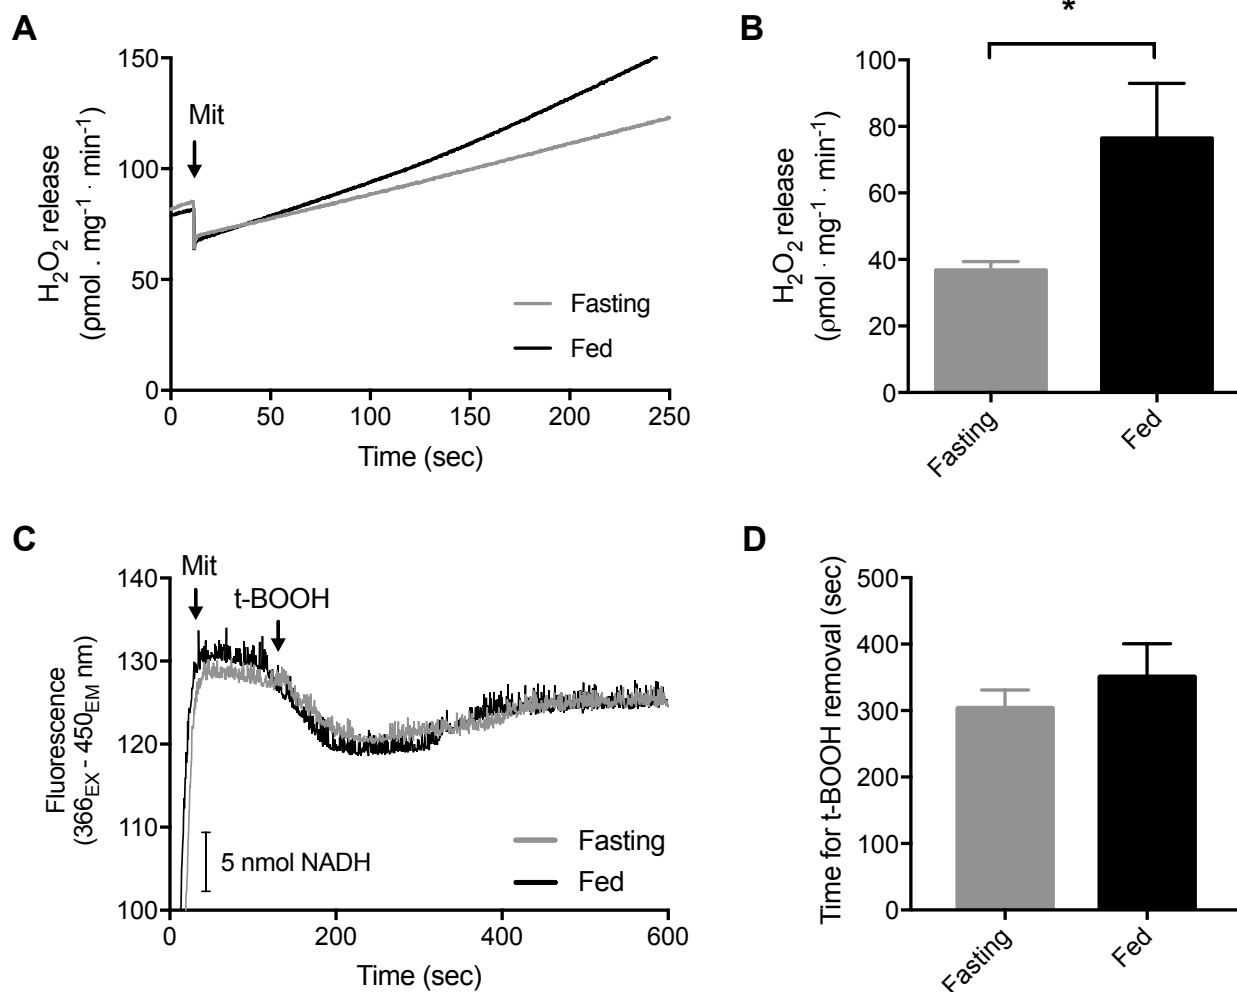 A
H₂O₂ release
(ρmol . mg⁻¹ · min⁻¹)
150
100
50
0
Mit
Fasting
Fed
0 50 100 150 200 250
Time (sec)
B
*
H₂O₂ release
(ρmol · mg⁻¹ · min⁻¹)
100
80
60
40
20
0
Fasting
Fed
C
Fluorescence
(366EX - 450EM nm)
140
130
120
110
100
Mit
t-BOOH
5 nmol NADH
Fasting
Fed
0 200 400 600
Time (sec)
D
Time for t-BOOH removal (sec)
500
400
300
200
100
0
Fasting
Fed